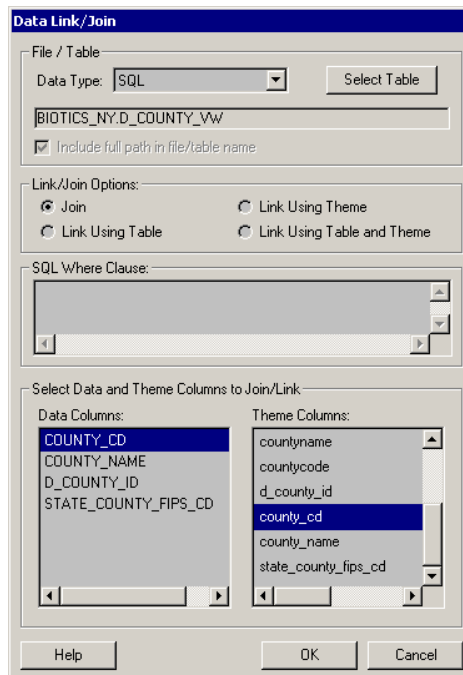 Data Link/Join
File / Table
Data Type: SQL
Select Table
BIOTICS_NY.D_COUNTY_VW
Include full path in file/table name
Link/Join Options:
Join
Link Using Theme
Link Using Table
Link Using Table and Theme
SQL Where Clause:
Select Data and Theme Columns to Join/Link
Data Columns:
Theme Columns:
COUNTY_CD
COUNTY_NAME
D_COUNTY_ID
STATE_COUNTY_FIPS_CD
countyname
countycode
d_county_id
county_cd
county_name
state_county_fips_cd
Help
OK
Cancel